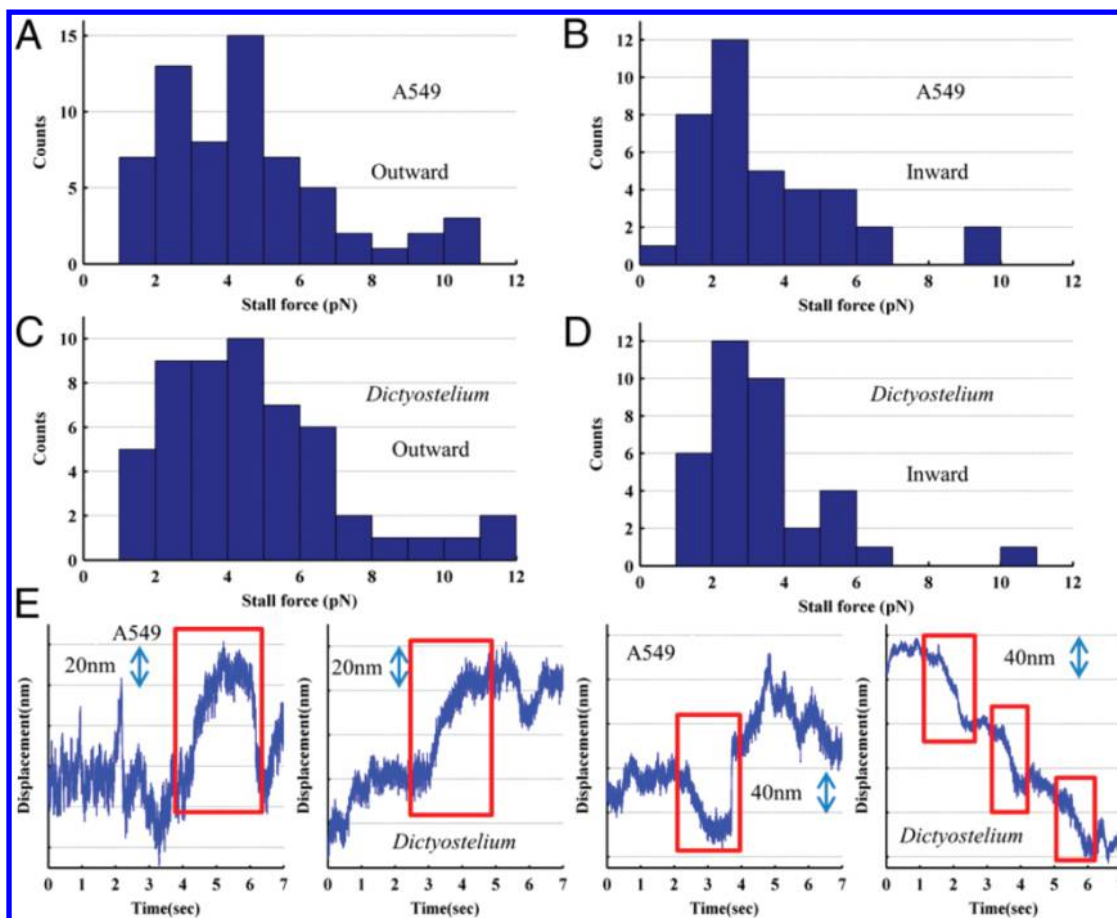 A
15
10
5
0
Counts
A549
Outward
0 2 4 6 8 10 12
Stall force (pN)
B
12
10
8
6
4
2
0
Counts
A549
Inward
0 2 4 6 8 10 12
Stall force (pN)
C
10
8
6
4
2
0
Counts
Dictyostelium
Outward
0 2 4 6 8 10 12
Stall force (pN)
D
12
10
8
6
4
2
0
Counts
Dictyostelium
Inward
0 2 4 6 8 10 12
Stall force (pN)
E
A549
20nm
Displacement(nm)
0 1 2 3 4 5 6 7
Time(sec)
20nm
Displacement(nm)
Dictyostelium
0 1 2 3 4 5 6 7
Time(sec)
A549
40nm
Displacement(nm)
0 1 2 3 4 5 6 7
Time(sec)
40nm
Displacement(nm)
Dictyostelium
0 1 2 3 4 5 6
Time(sec)